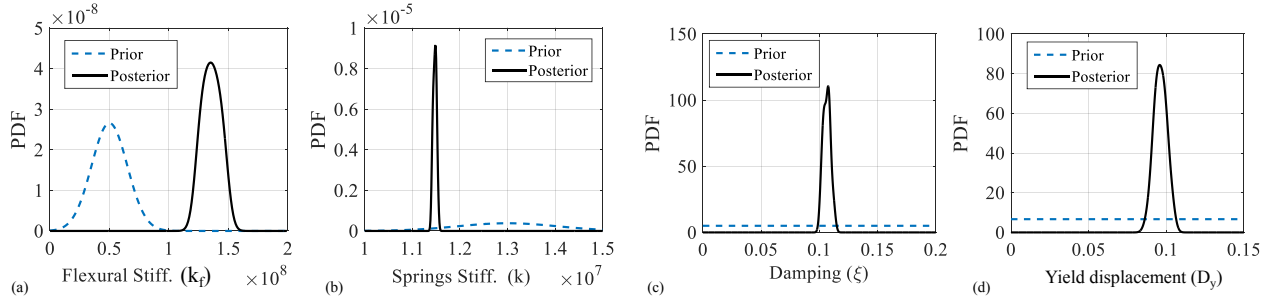 ×10⁻⁸
5
4
3
2
1
0
PDF
Prior
Posterior
0 0.5 1 1.5 2
Flexural Stiff. (k_f) ×10⁸
(a)
×10⁻⁵
1
0.8
0.6
0.4
0.2
0
PDF
Prior
Posterior
1 1.1 1.2 1.3 1.4 1.5
Springs Stiff. (k) ×10⁷
(b)
150
100
50
0
PDF
Prior
Posterior
0 0.05 0.1 0.15 0.2
Damping (ξ)
(c)
100
80
60
40
20
0
PDF
Prior
Posterior
0 0.05 0.1 0.15
Yield displacement (D_y)
(d)